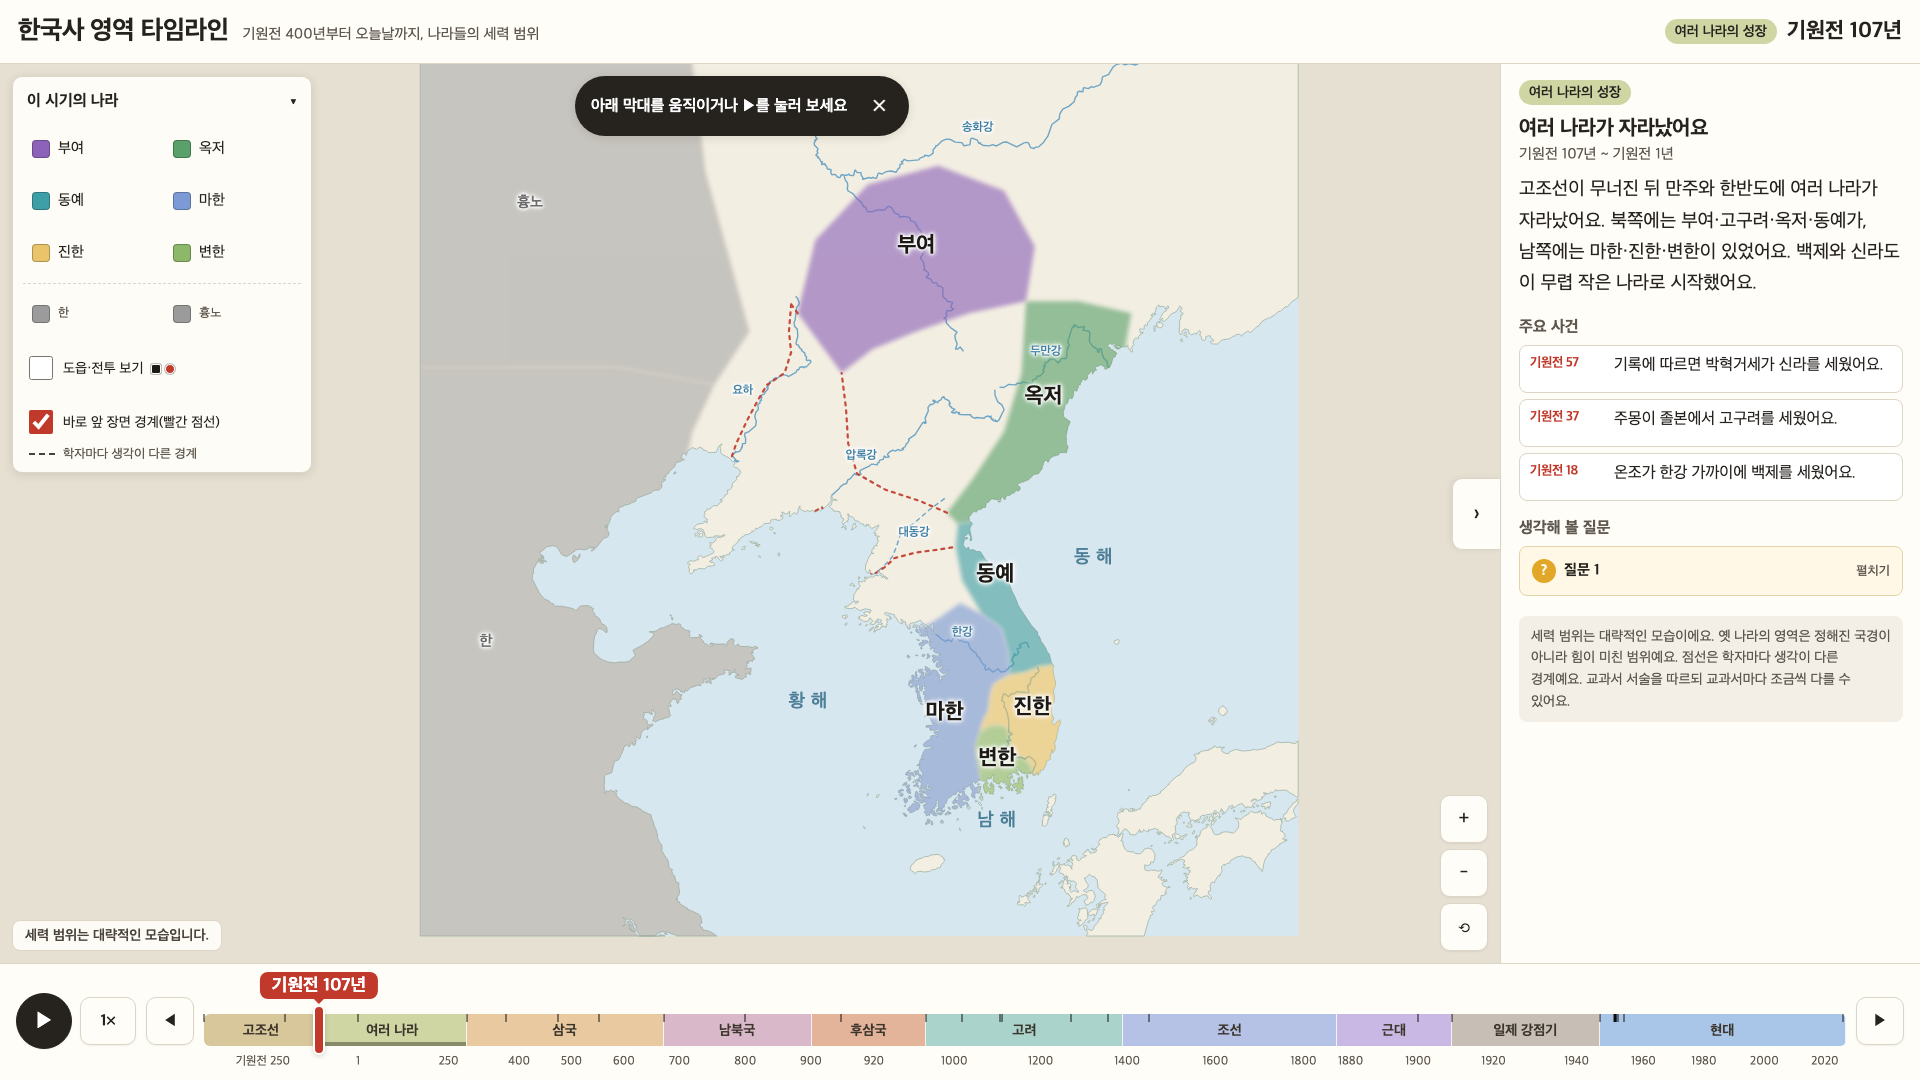 한국사 영역 타임라인
기원전 400년부터 오늘날까지, 나라들의 세력 범위
여러 나라의 성장
기원전 107년
이 시기의 나라
▼
부여
옥저
동예
마한
진한
변한
한
흉노
도읍·전투 보기
바로 앞 장면 경계(빨간 점선)
학자마다 생각이 다른 경계
아래 막대를 움직이거나 ▶를 눌러 보세요 ✕
송화강
흉노
부여
두만강
옥저
요하
압록강
대동강
동해
동예
한강
한
황해
마한
진한
변한
남해
세력 범위는 대략적인 모습입니다.
›
+
−
⟲
여러 나라의 성장
여러 나라가 자라났어요
기원전 107년 ~ 기원전 1년
고조선이 무너진 뒤 만주와 한반도에 여러 나라가
자라났어요. 북쪽에는 부여·고구려·옥저·동예가,
남쪽에는 마한·진한·변한이 있었어요. 백제와 신라도
이 무렵 작은 나라로 시작했어요.
주요 사건
기원전 57 기록에 따르면 박혁거세가 신라를 세웠어요.
기원전 37 주몽이 졸본에서 고구려를 세웠어요.
기원전 18 온조가 한강 가까이에 백제를 세웠어요.
생각해 볼 질문
? 질문 1 펼치기
세력 범위는 대략적인 모습이에요. 옛 나라의 영역은 정해진 국경이
아니라 힘이 미친 범위예요. 점선은 학자마다 생각이 다른
경계예요. 교과서 서술을 따르되 교과서마다 조금씩 다를 수
있어요.
기원전 107년
▶ 1× ◀
고조선 여러 나라 삼국 남북국 후삼국 고려 조선 근대 일제 강점기 현대
▶
기원전 250 1 250 400 500 600 700 800 900 920 1000 1200 1400 1600 1800 1880 1900 1920 1940 1960 1980 2000 2020